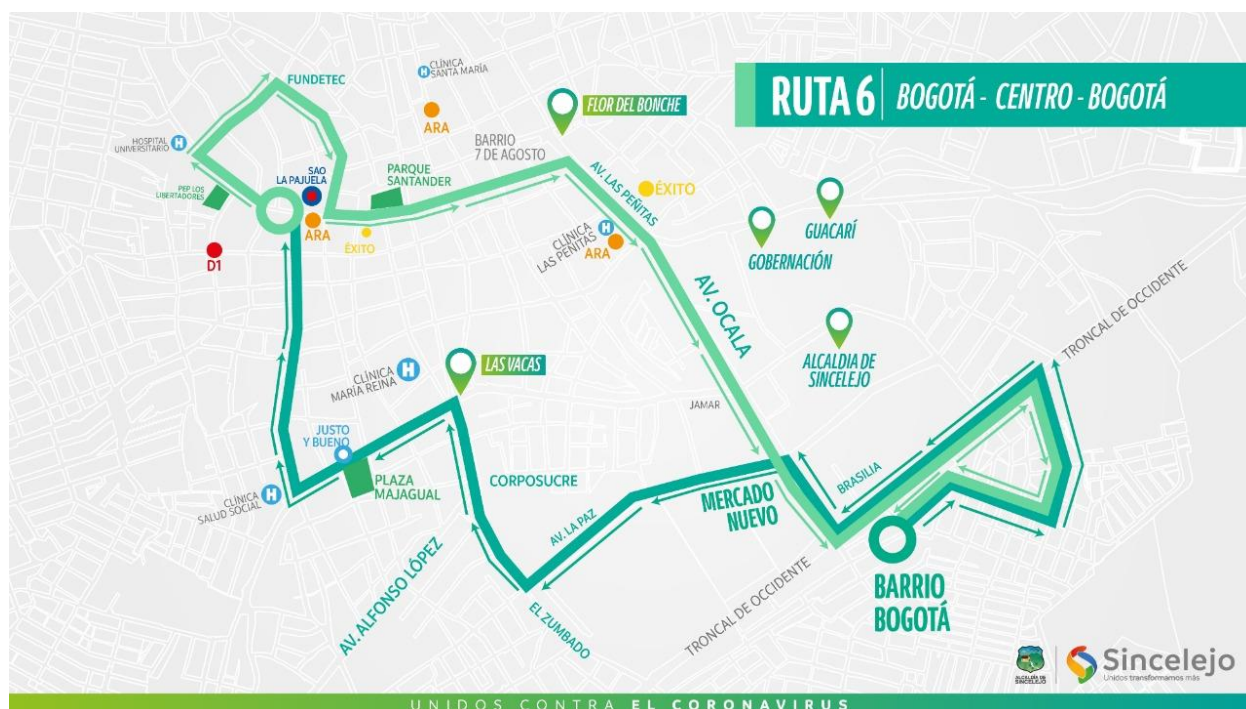 RUTA 6
BOGOTÁ - CENTRO - BOGOTÁ
CLÍNICA
SANTA MARÍA
FUNDETEC
FLOR DEL BONCHE
ARA
HOSPITAL
UNIVERSITARIO
BARRIO
7 DE AGOSTO
SAO
LA PAJUELA
PARQUE
SANTANDER
PEP LOS
LIBERTADORES
AV. LAS PEÑITAS
ÉXITO
ARA
GUACARÍ
ÉXITO
CLÍNICA
LAS PEÑITAS
ARA
D1
GOBERNACIÓN
AV. OCALA
TRONCAL DE OCCIDENTE
ALCALDIA DE
SINCELEJO
LAS VACAS
CLÍNICA
MARÍA REINA
JAMAR
JUSTO
Y BUENO
PLAZA
MAJAGUAL
CORPOSUCRE
BRASILIA
CLÍNICA
SALUD SOCIAL
MERCADO
NUEVO
AV. LA PAZ
AV. ALFONSO LÓPEZ
EL ZUMBADO
TRONCAL DE OCCIDENTE
BARRIO
BOGOTÁ
ALCALDÍA DE
SINCELEJO
Sincelejo
Unidos transformamos más
UNIDOS CONTRA EL CORONAVIRUS
H
H
H
H
H